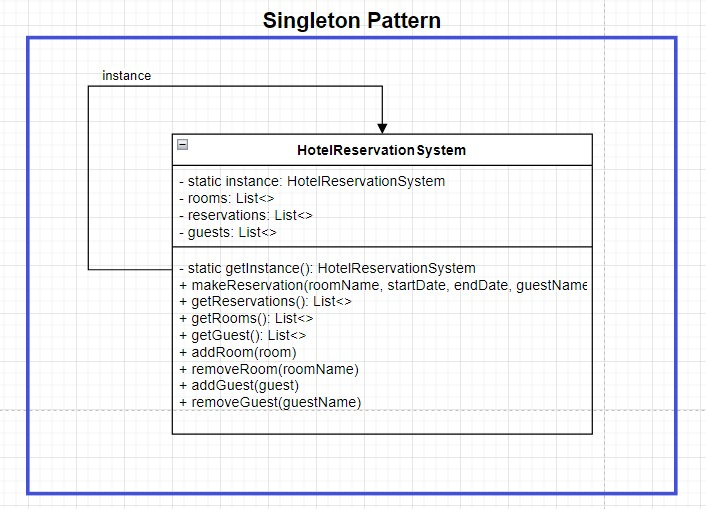 Singleton Pattern
instance
HotelReservationSystem
- static instance: HotelReservationSystem
- rooms: List<>
- reservations: List<>
- guests: List<>
- static getInstance(): HotelReservationSystem
+ makeReservation(roomName, startDate, endDate, guestName
+ getReservations(): List<>
+ getRooms(): List<>
+ getGuest(): List<>
+ addRoom(room)
+ removeRoom(roomName)
+ addGuest(guest)
+ removeGuest(guestName)